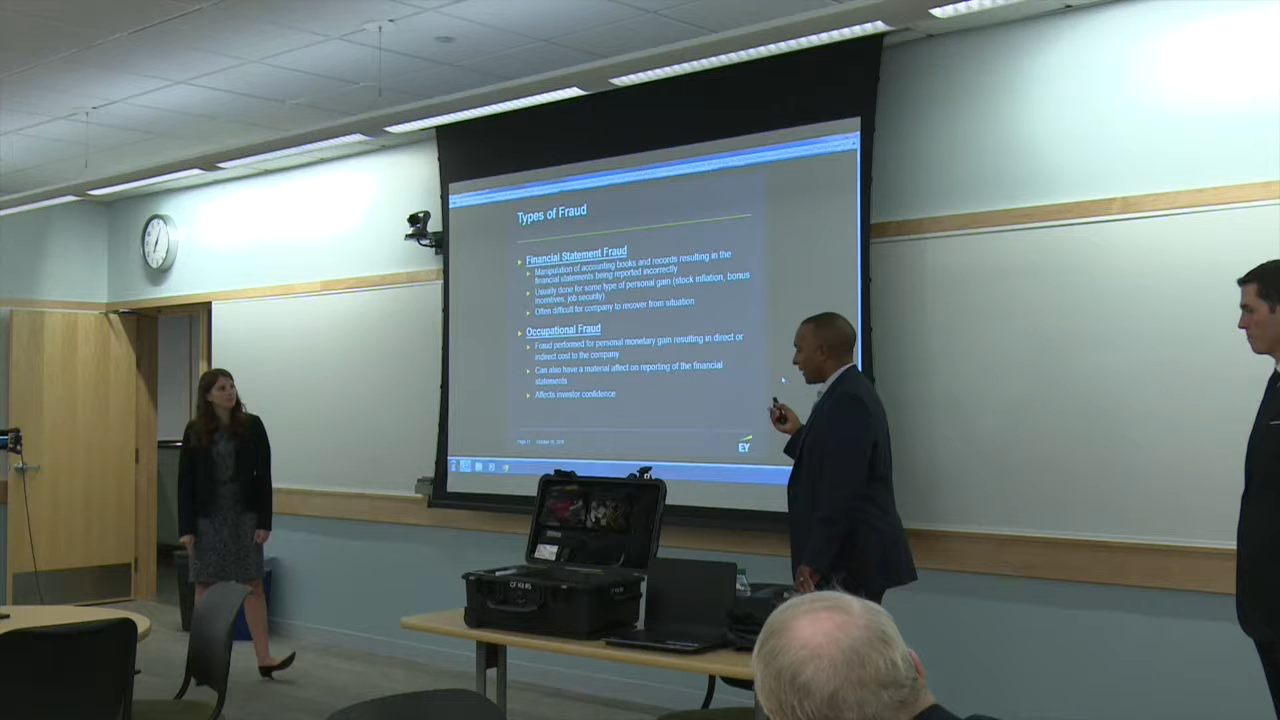 Types of Fraud
Financial Statement Fraud
Manipulation of accounting books and records resulting in the
financial statements being reported incorrectly
Usually done for some type of personal gain (stock inflation, bonus
incentives, job security)
Often difficult for company to recover from situation
Occupational Fraud
Fraud performed for personal monetary gain resulting in direct or
indirect cost to the company
Can also have a material affect on reporting of the financial
statements
Affects investor confidence
Page 11
EY